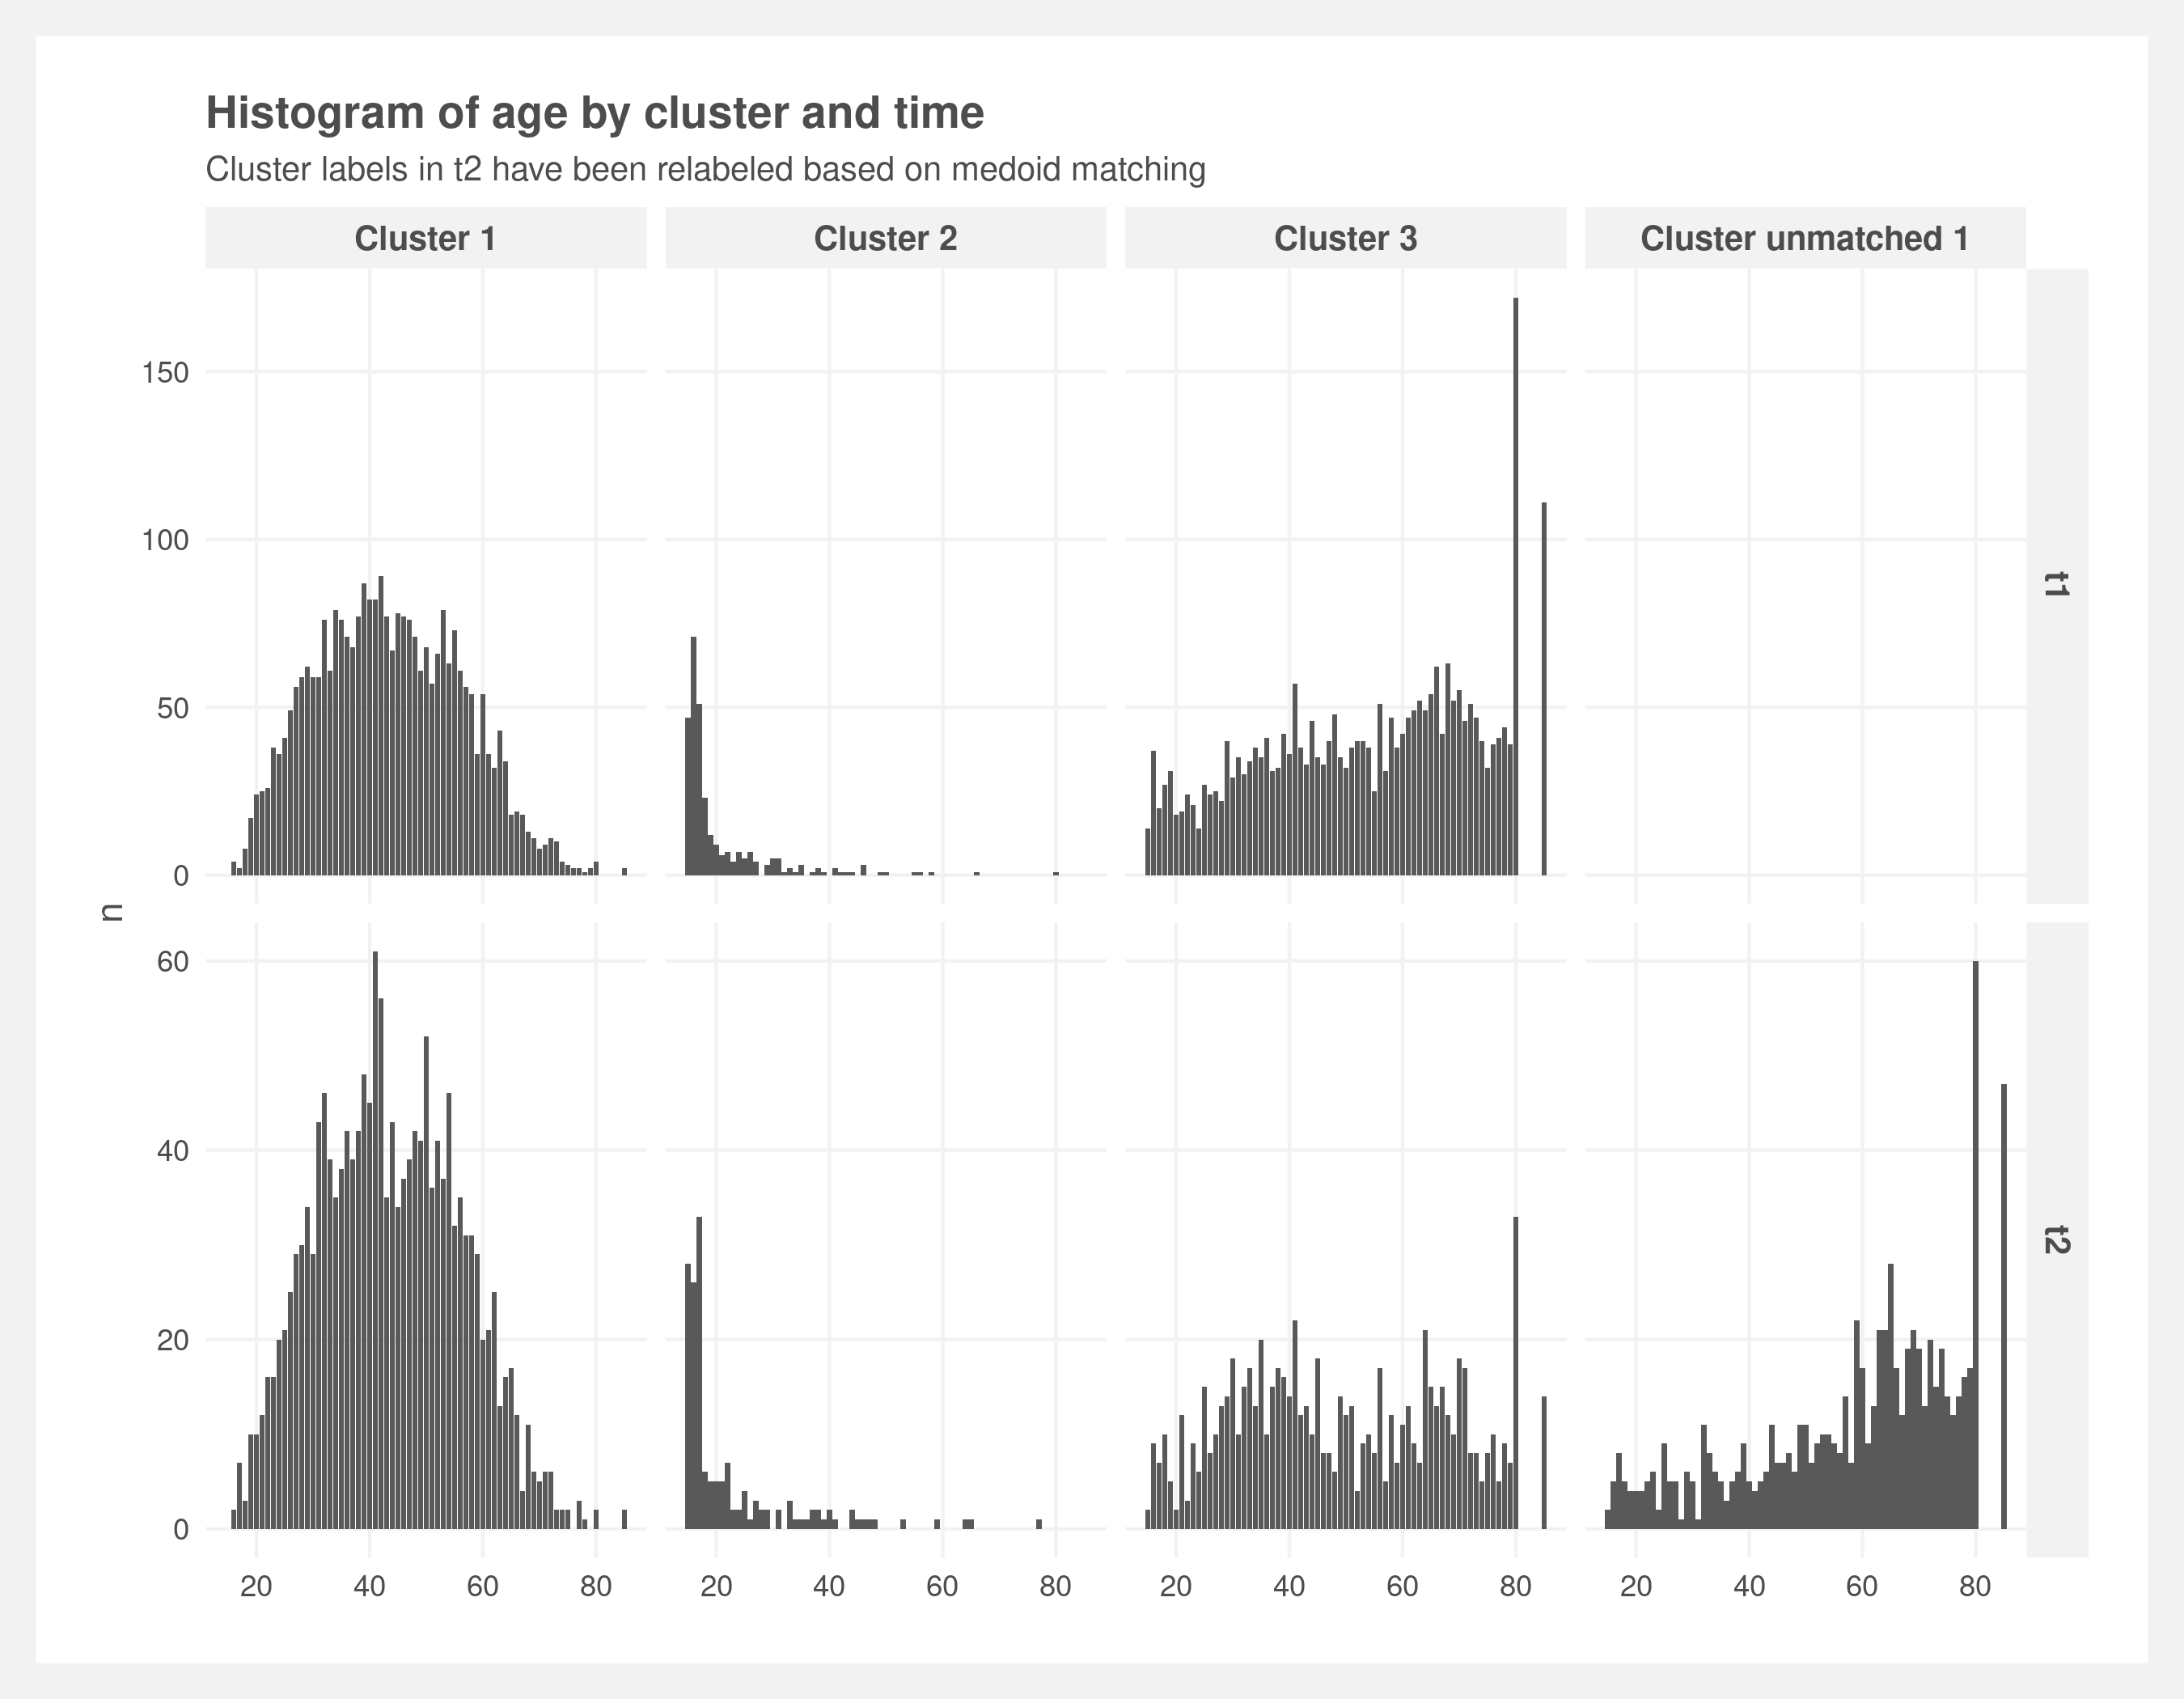 Histogram of age by cluster and time
Cluster labels in t2 have been relabeled based on medoid matching
Cluster 1
Cluster 2
Cluster 3
Cluster unmatched 1
150
100
50
0
t1
n
60
40
20
0
t2
20 40 60 80
20 40 60 80
20 40 60 80
20 40 60 80